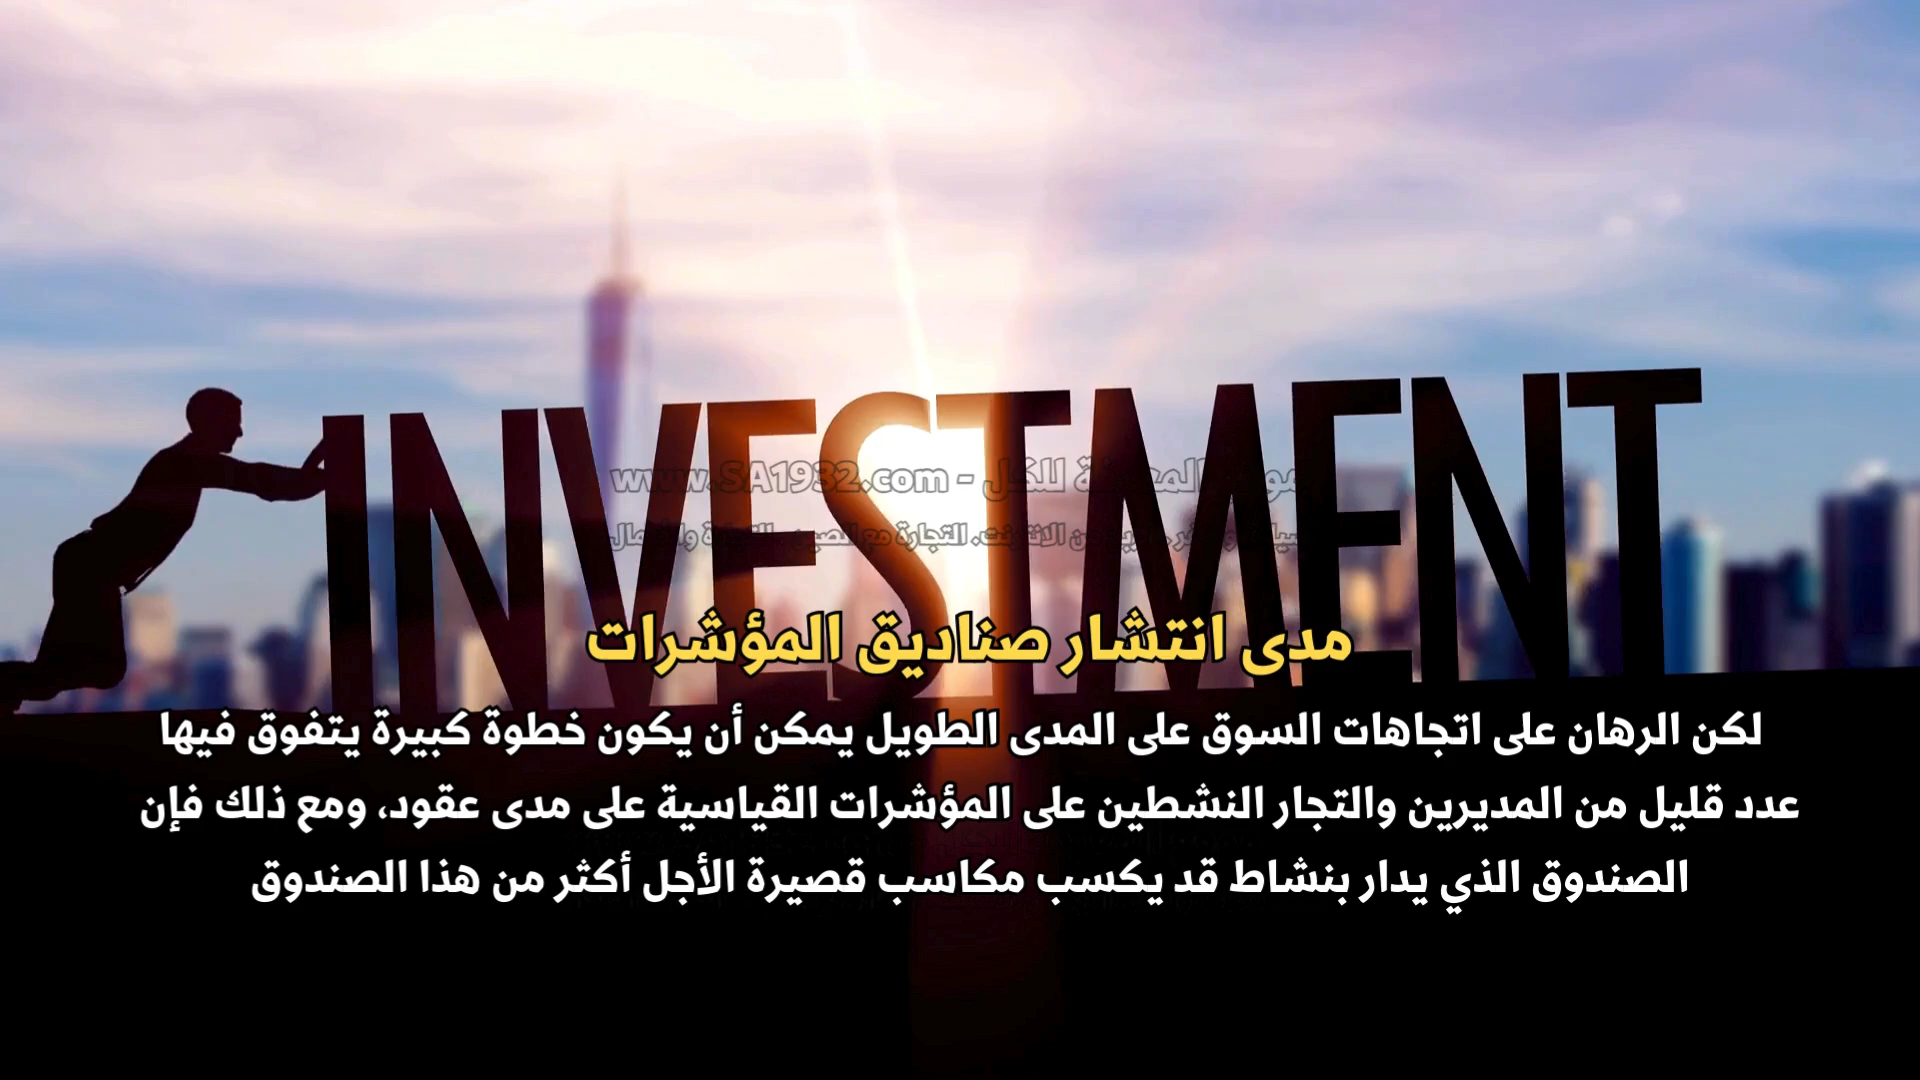 INVESTMENT
www.SA1932.com - للكل
مدى انتشار صناديق المؤشرات
لكن الرهان على اتجاهات السوق على المدى الطويل يمكن أن يكون خطوة كبيرة يتفوق فيها
عدد قليل من المديرين والتجار النشطين على المؤشرات القياسية على مدى عقود، ومع ذلك فإن
الصندوق الذي يدار بنشاط قد يكسب مكاسب قصيرة الأجل أكثر من هذا الصندوق